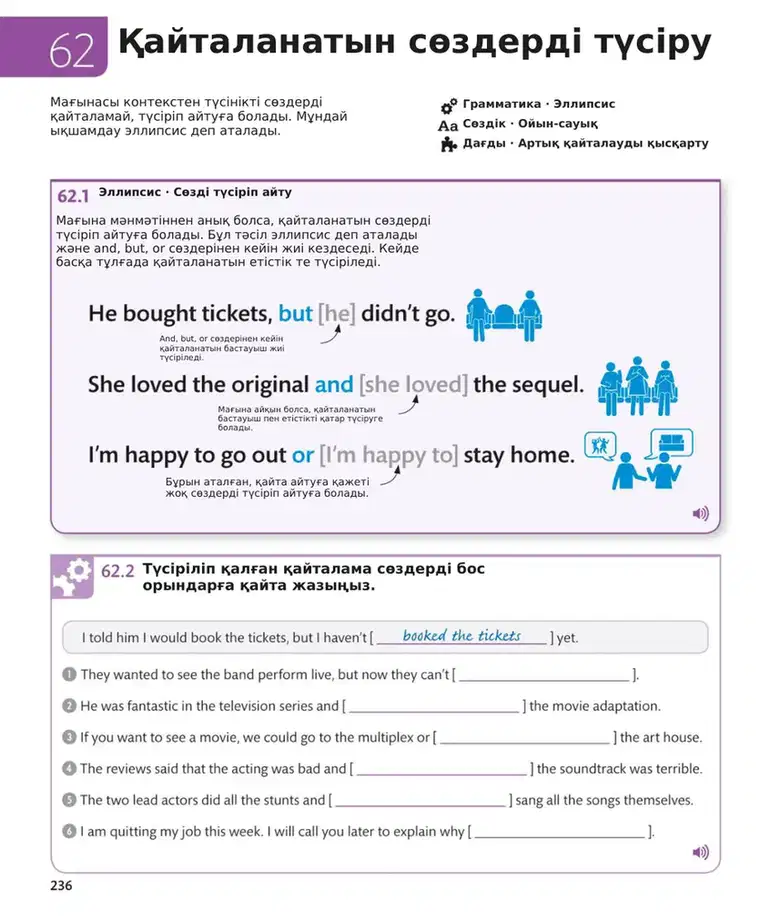 62
Қайталанатын сөздерді түсіру
Мағынасы контекстен түсінікті сөздерді
қайталамай, түсіріп айтуға болады. Мұндай
ықшамдау эллипсис деп аталады.
Грамматика · Эллипсис
Aa Сөздік · Ойын-сауық
Дағды · Артық қайталауды қысқарту
62.1 Эллипсис · Сөзді түсіріп айту
Мағына мәнмәтіннен анық болса, қайталанатын сөздерді
түсіріп айтуға болады. Бұл тәсіл эллипсис деп аталады
және and, but, or сөздерінен кейін жиі кездеседі. Кейде
басқа тұлғада қайталанатын етістік те түсіріледі.
He bought tickets, but [he] didn't go.
And, but, or сөздерінен кейін
қайталанатын бастауыш жиі
түсіріледі.
She loved the original and [she loved] the sequel.
Мағына айқын болса, қайталанатын
бастауыш пен етістікті қатар түсіруге
болады.
I'm happy to go out or [I'm happy to] stay home.
Бұрын аталған, қайта айтуға қажеті
жоқ сөздерді түсіріп айтуға болады.
62.2 Түсіріліп қалған қайталама сөздерді бос
орындарға қайта жазыңыз.
I told him I would book the tickets, but I haven't [ booked the tickets ] yet.
1 They wanted to see the band perform live, but now they can't [ ].
2 He was fantastic in the television series and [ ] the movie adaptation.
3 If you want to see a movie, we could go to the multiplex or [ ] the art house.
4 The reviews said that the acting was bad and [ ] the soundtrack was terrible.
5 The two lead actors did all the stunts and [ ] sang all the songs themselves.
6 I am quitting my job this week. I will call you later to explain why [ ].
236